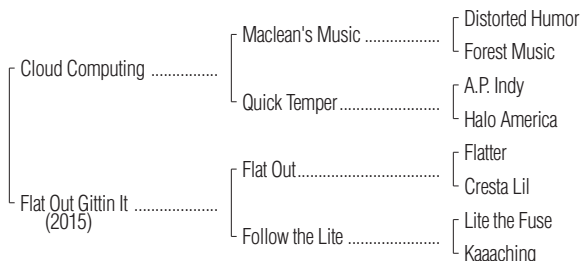 Distorted Humor
Maclean's Music ..................
Forest Music
Cloud Computing ................
A.P. Indy
Quick Temper........................
Halo America
Flatter
Flat Out..................................
Cresta Lil
Flat Out Gittin It ....................
(2015)
Lite the Fuse
Follow the Lite .......................
Kaaaching